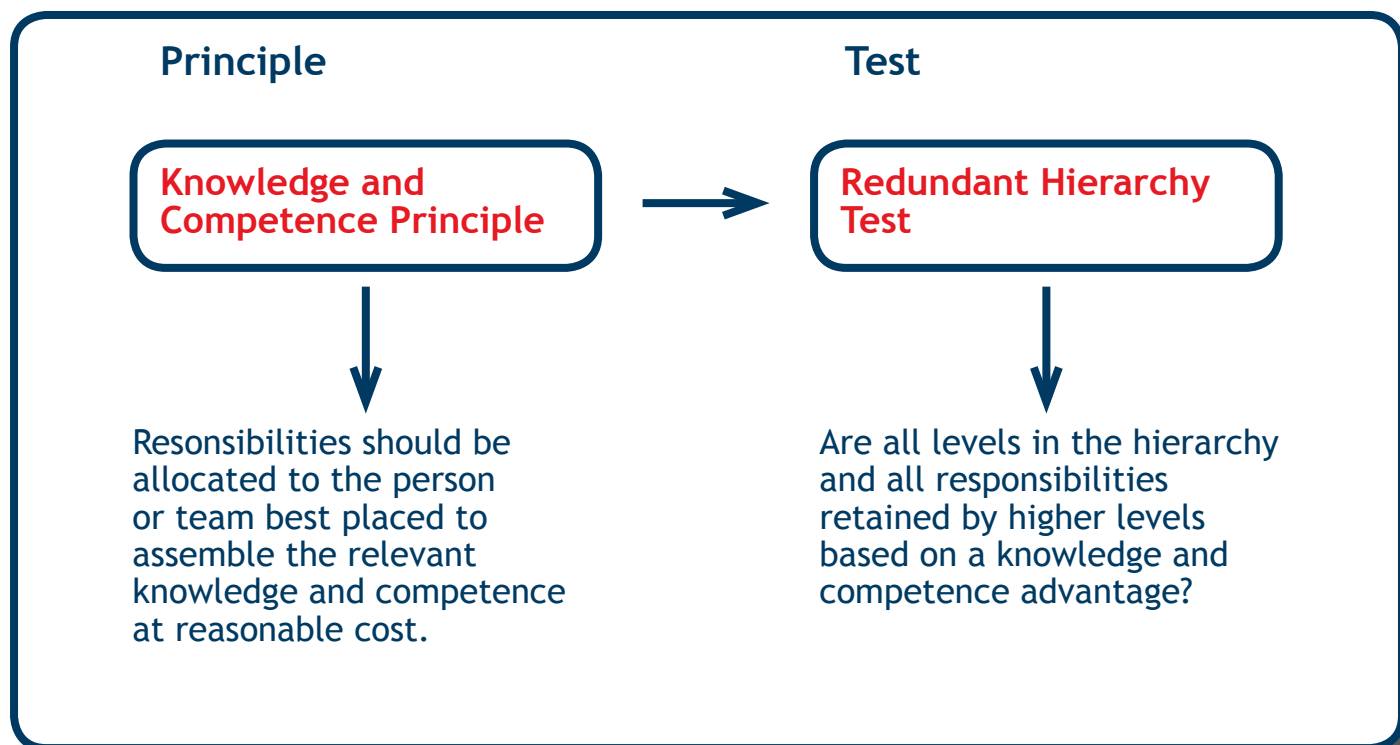 Principle
Test
Knowledge and
Competence Principle
Redundant Hierarchy
Test
Resonsibilities should be
allocated to the person
or team best placed to
assemble the relevant
knowledge and competence
at reasonable cost.
Are all levels in the hierarchy
and all responsibilities
retained by higher levels
based on a knowledge and
competence advantage?